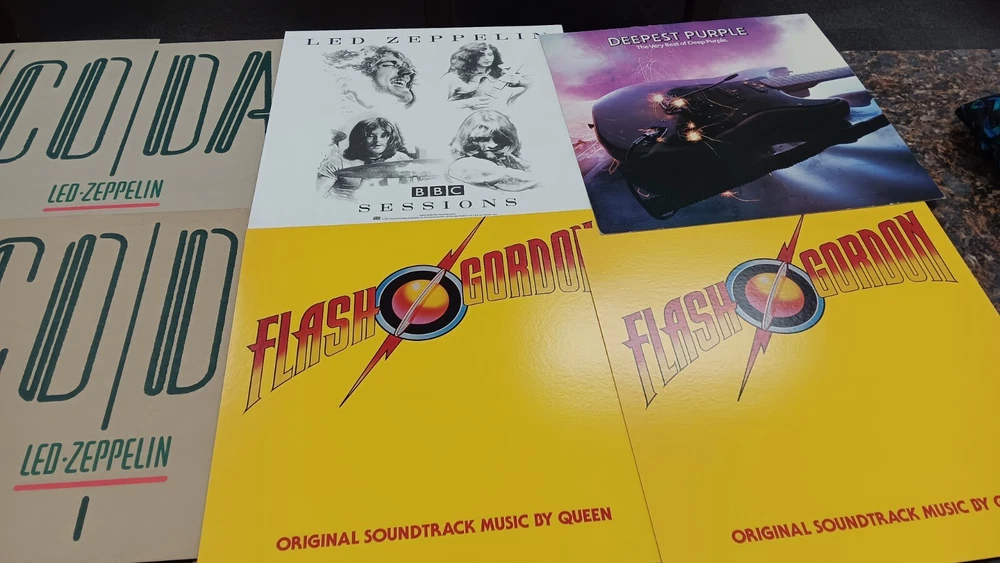 CODA
LED-ZEPPELIN
LED ZEPPELIN
BBC
SESSIONS
DEEPEST PURPLE
The Very Best of Deep Purple.
COD
LED-ZEPPELIN
FLASH GORDON
ORIGINAL SOUNDTRACK MUSIC BY QUEEN
FLASH GORDON
ORIGINAL SOUNDTRACK MUSIC BY